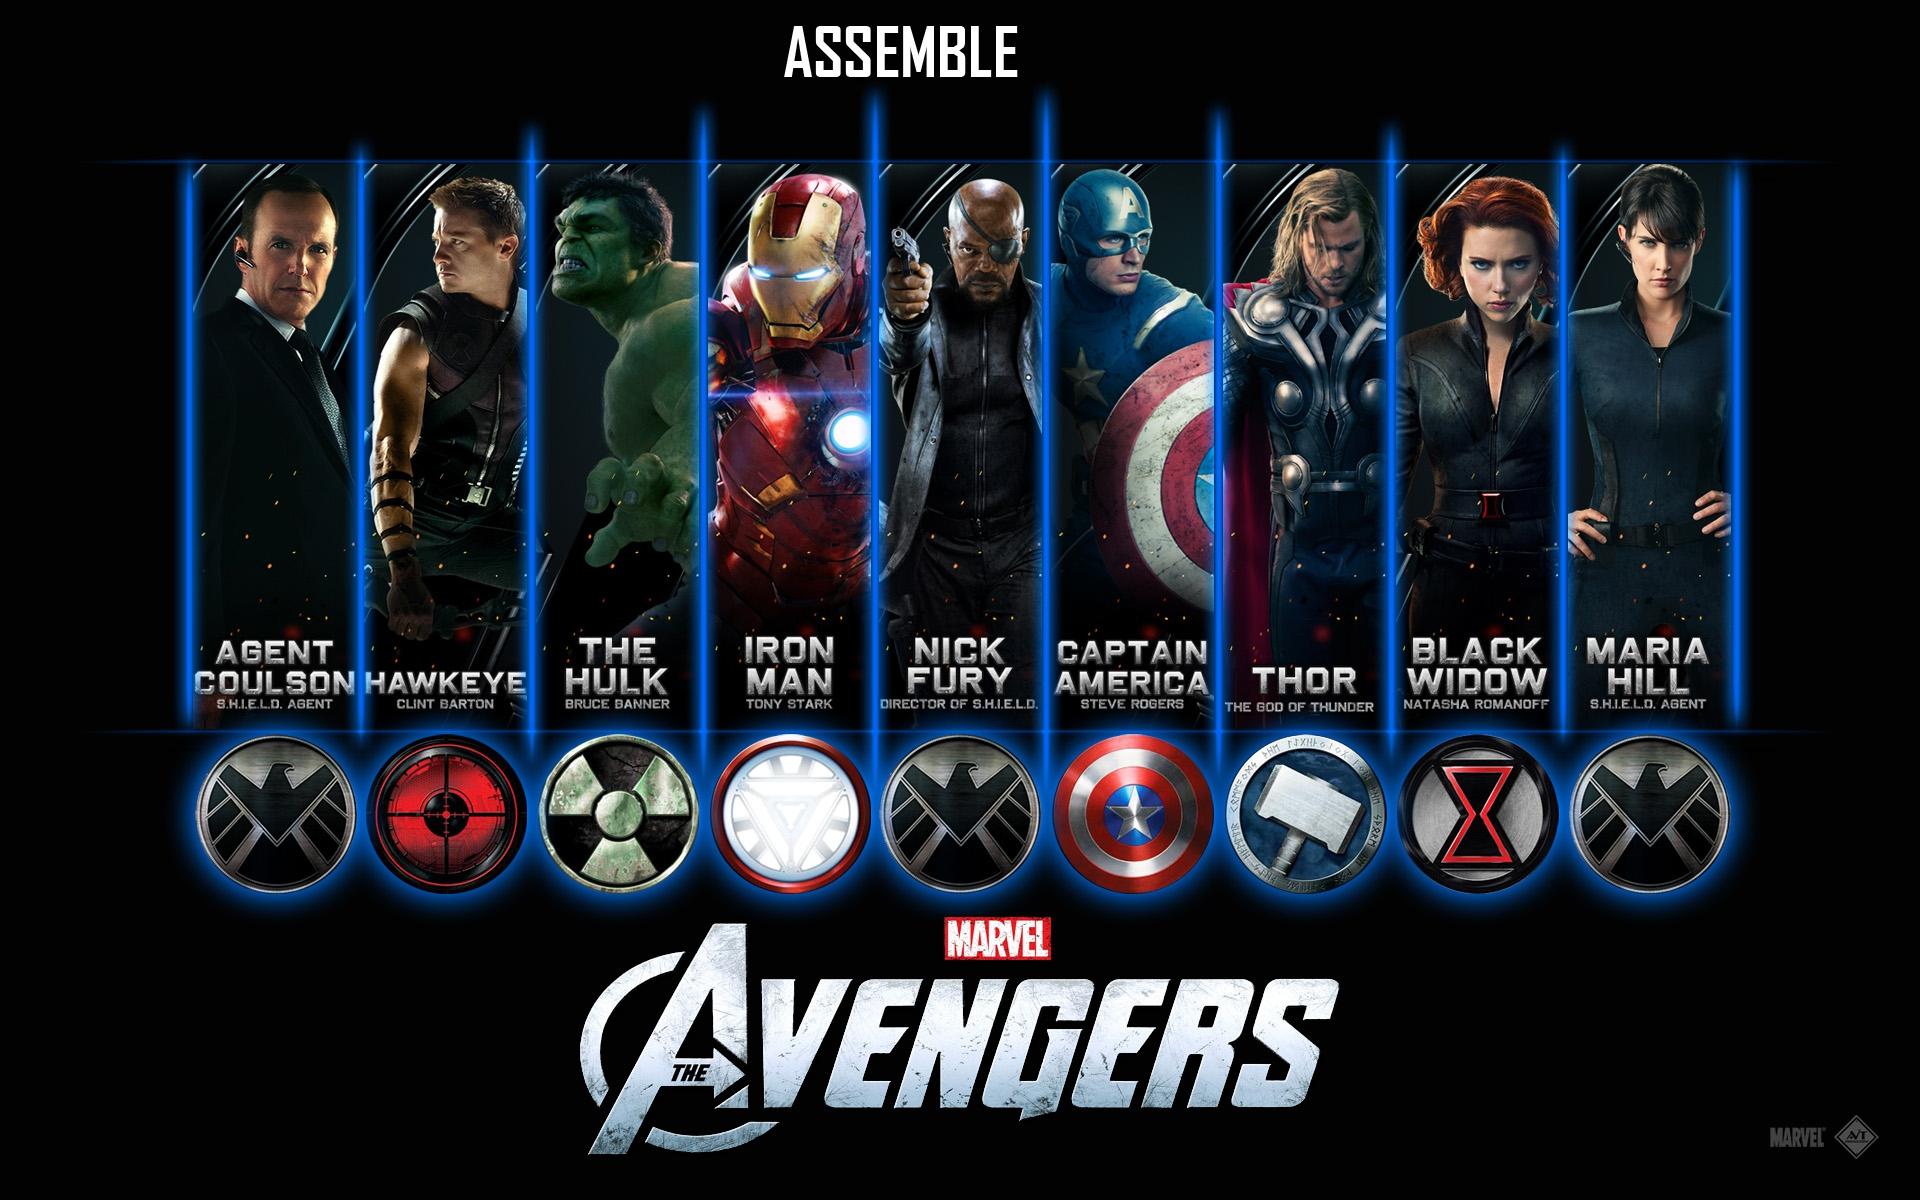 ASSEMBLE
AGENT
COULSON
S.H.I.E.L.D. AGENT
HAWKEYE
CLINT BARTON
THE
HULK
BRUCE BANNER
IRON
MAN
TONY STARK
NICK
FURY
DIRECTOR OF S.H.I.E.L.D.
CAPTAIN
AMERICA
STEVE ROGERS
THOR
THE GOD OF THUNDER
BLACK
WIDOW
NATASHA ROMANOFF
MARIA
HILL
S.H.I.E.L.D. AGENT
MARVEL
THE AVENGERS
MARVEL